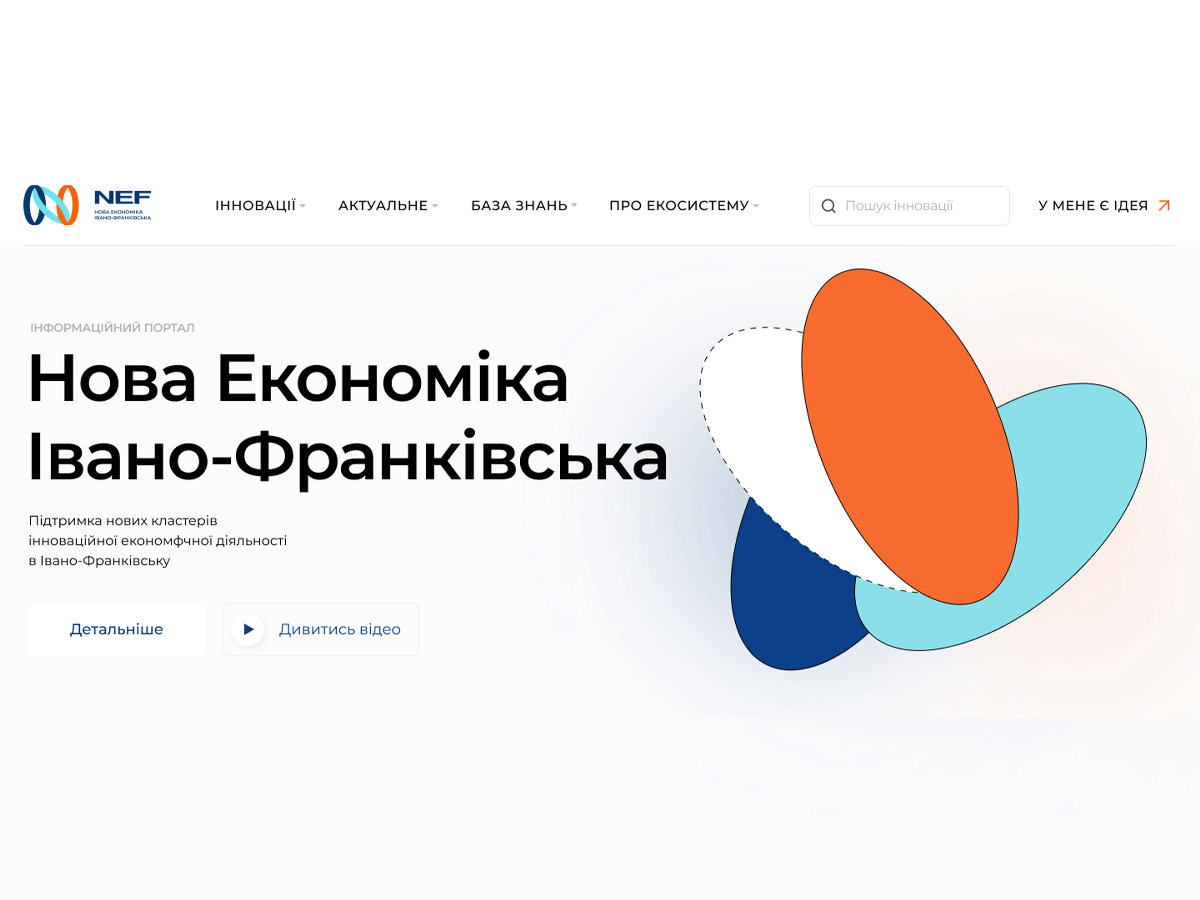 NEF
НОВА ЕКОНОМІКА
ІВАНО-ФРАНКІВСЬКА
ІННОВАЦІЇ
АКТУАЛЬНЕ
БАЗА ЗНАНЬ
ПРО ЕКОСИСТЕМУ
Пошук інновації
У МЕНЕ Є ІДЕЯ
ІНФОРМАЦІЙНИЙ ПОРТАЛ
Нова Економіка
Івано-Франківська
Підтримка нових кластерів
інноваційної економфчної діяльності
в Івано-Франківську
Детальніше
Дивитись відео